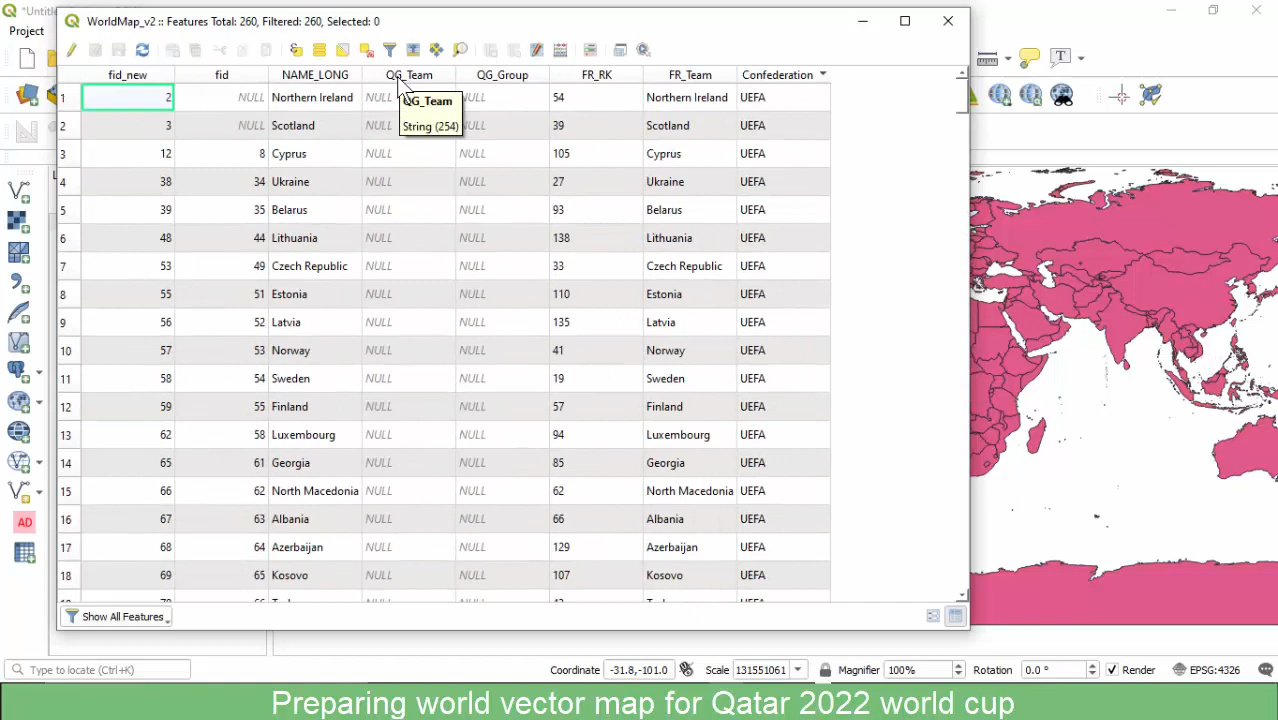 *Untitl
WorldMap_v2 :: Features Total: 260, Filtered: 260, Selected: 0
Project
fid_new fid NAME_LONG QG_Team QG_Group FR_RK FR_Team Confederation
1 2 NULL Northern Ireland NULL NULL 54 Northern Ireland UEFA
QG_Team
String (254)
2 3 NULL Scotland NULL 39 Scotland UEFA
3 12 8 Cyprus NULL NULL 105 Cyprus UEFA
4 38 34 Ukraine NULL NULL 27 Ukraine UEFA
5 39 35 Belarus NULL NULL 93 Belarus UEFA
6 48 44 Lithuania NULL NULL 138 Lithuania UEFA
7 53 49 Czech Republic NULL NULL 33 Czech Republic UEFA
8 55 51 Estonia NULL NULL 110 Estonia UEFA
9 56 52 Latvia NULL NULL 135 Latvia UEFA
10 57 53 Norway NULL NULL 41 Norway UEFA
11 58 54 Sweden NULL NULL 19 Sweden UEFA
12 59 55 Finland NULL NULL 57 Finland UEFA
13 62 58 Luxembourg NULL NULL 94 Luxembourg UEFA
14 65 61 Georgia NULL NULL 85 Georgia UEFA
15 66 62 North Macedonia NULL NULL 62 North Macedonia UEFA
16 67 63 Albania NULL NULL 66 Albania UEFA
17 68 64 Azerbaijan NULL NULL 129 Azerbaijan UEFA
18 69 65 Kosovo NULL NULL 107 Kosovo UEFA
AD
Show All Features
Type to locate (Ctrl+K) Coordinate -31.8,-101.0 Scale 131551061 Magnifier 100% Rotation 0.0 ° Render EPSG:4326
Preparing world vector map for Qatar 2022 world cup